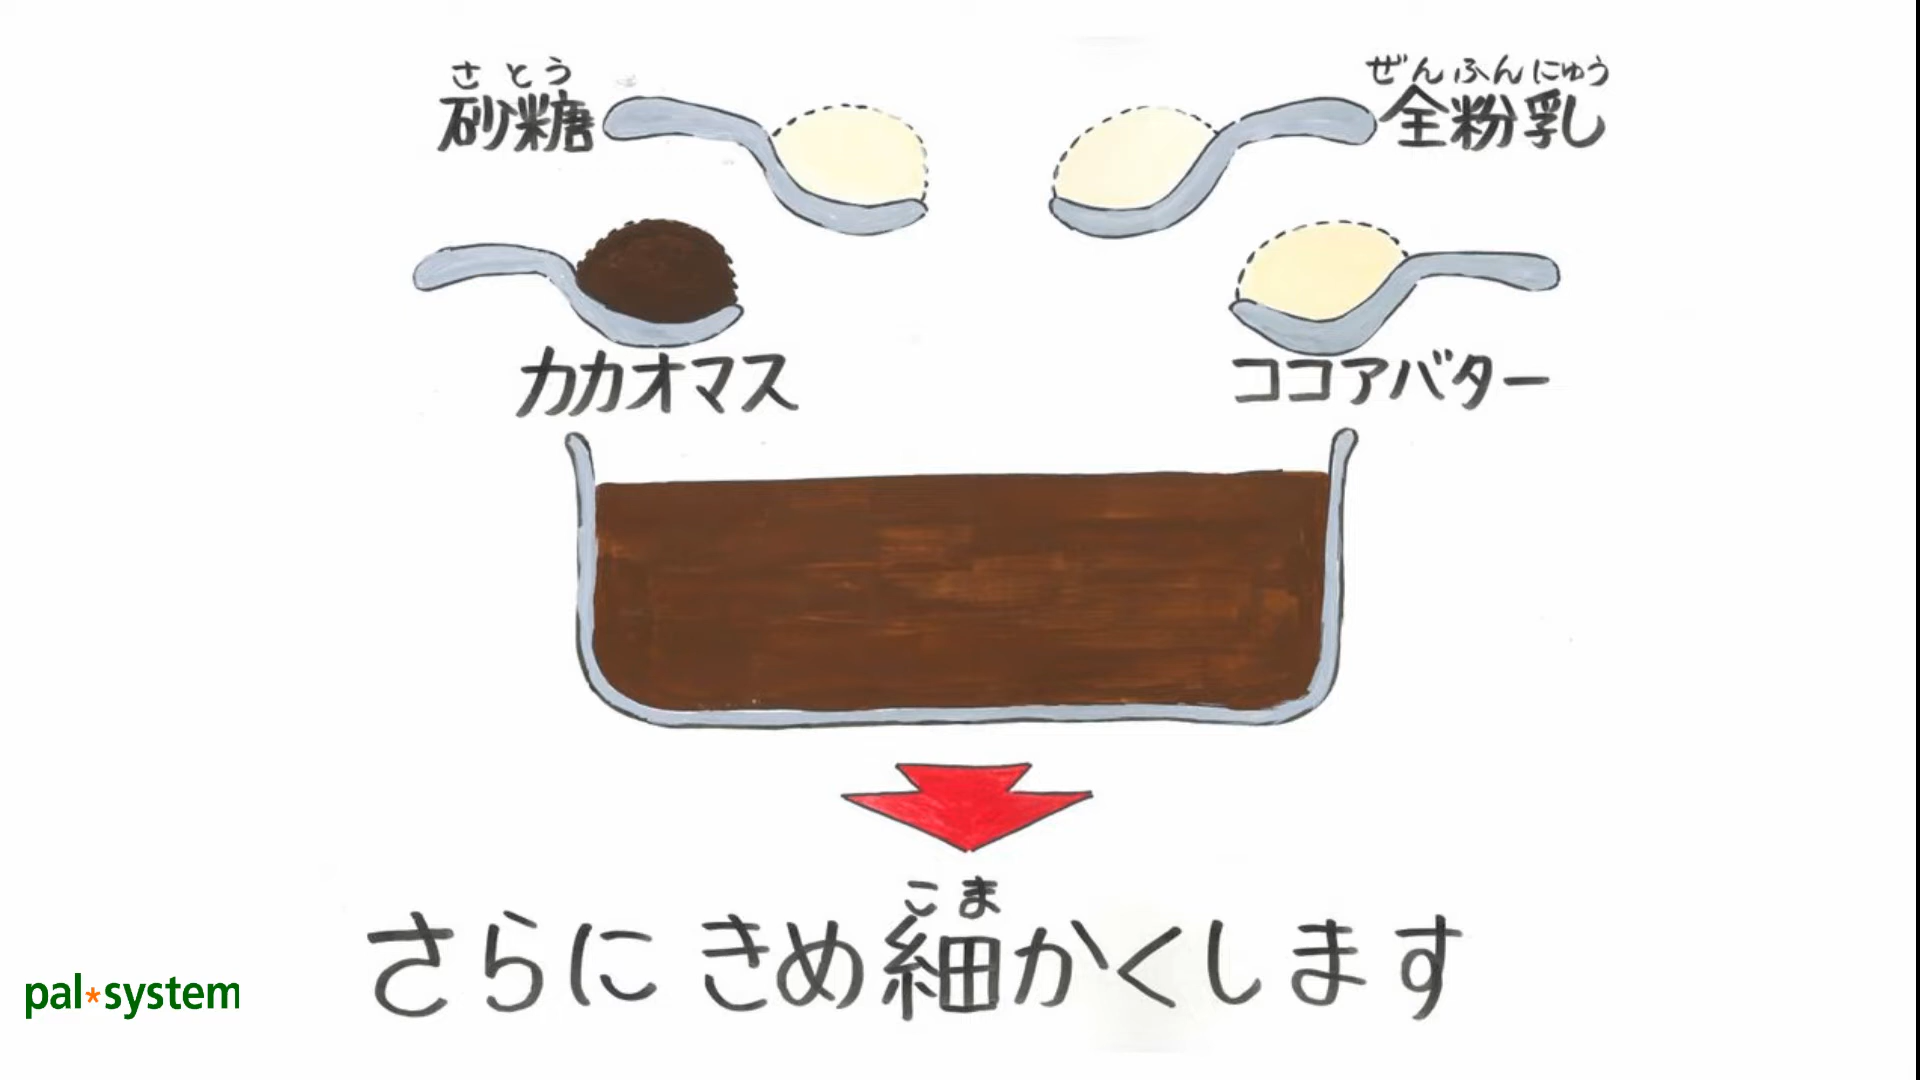 さとう
砂糖
ぜんふんにゅう
全粉乳
カカオマス
ココアバター
こま
さらに きめ細かくします
pal*system